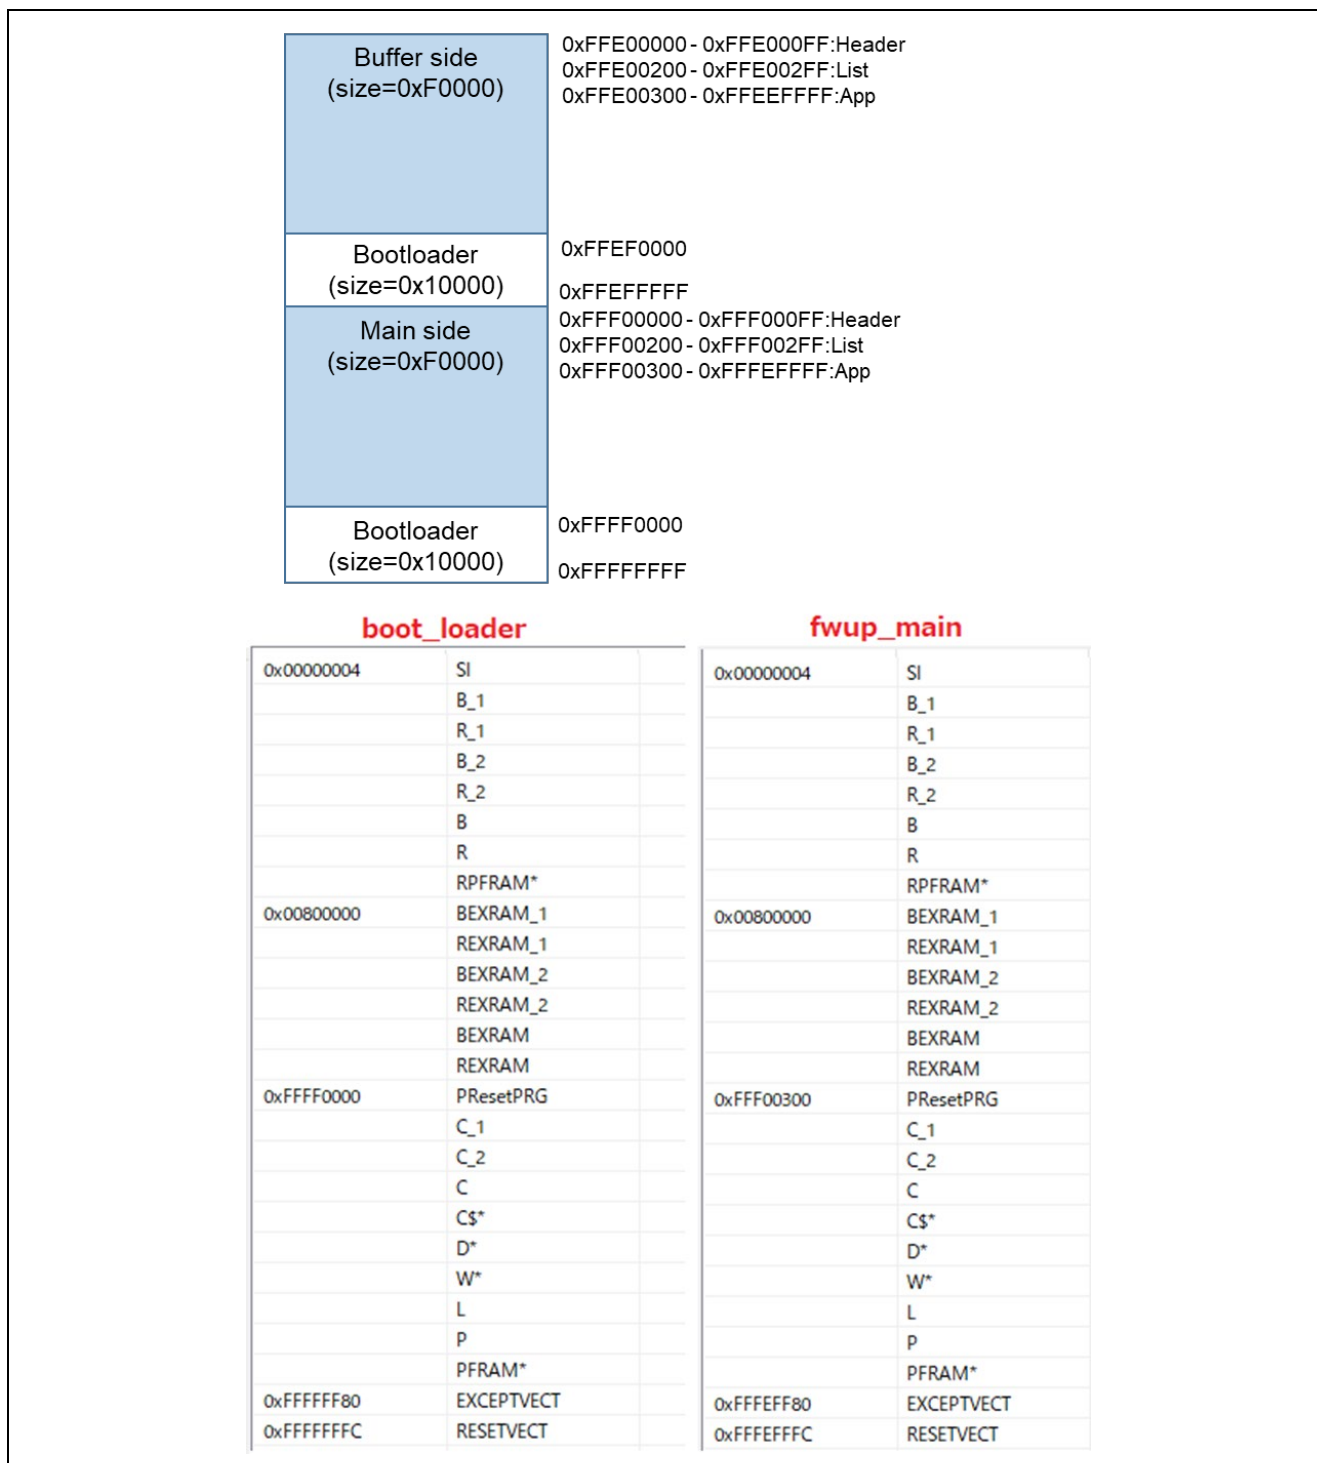 Buffer side
(size=0xF0000)
0xFFE00000 - 0xFFE000FF:Header
0xFFE00200 - 0xFFE002FF:List
0xFFE00300 - 0xFFEEFFFF:App
Bootloader
(size=0x10000)
0xFFEF0000
0xFFEFFFFF
Main side
(size=0xF0000)
0xFFF00000 - 0xFFF000FF:Header
0xFFF00200 - 0xFFF002FF:List
0xFFF00300 - 0xFFFEFFFF:App
Bootloader
(size=0x10000)
0xFFFF0000
0xFFFFFFFF
boot_loader
0x00000004 SI
B_1
R_1
B_2
R_2
B
R
RPFRAM*
0x00800000 BEXRAM_1
REXRAM_1
BEXRAM_2
REXRAM_2
BEXRAM
REXRAM
0xFFFF0000 PResetPRG
C_1
C_2
C
C$*
D*
W*
L
P
PFRAM*
0xFFFFFF80 EXCEPTVECT
0xFFFFFFFC RESETVECT
fwup_main
0x00000004 SI
B_1
R_1
B_2
R_2
B
R
RPFRAM*
0x00800000 BEXRAM_1
REXRAM_1
BEXRAM_2
REXRAM_2
BEXRAM
REXRAM
0xFFF00300 PResetPRG
C_1
C_2
C
C$*
D*
W*
L
P
PFRAM*
0xFFFEFF80 EXCEPTVECT
0xFFFEFFFC RESETVECT